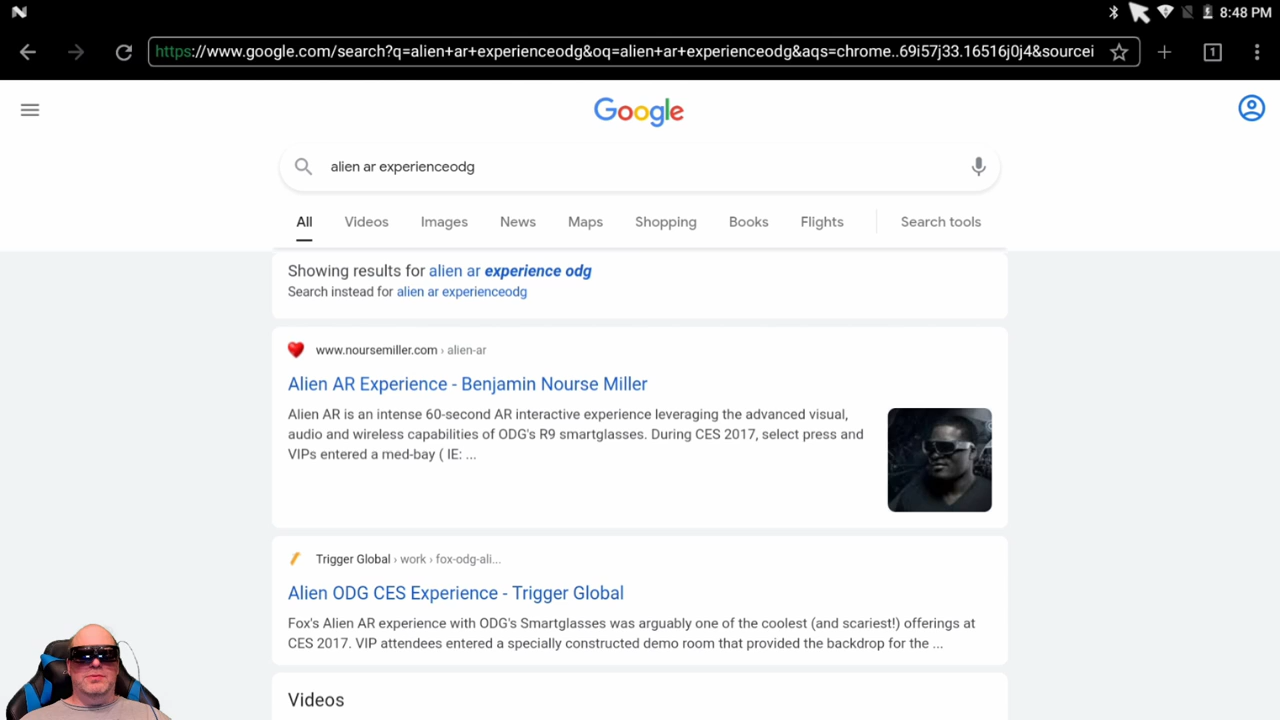 8:48 PM
https://www.google.com/search?q=alien+ar+experienceodg&oq=alien+ar+experienceodg&aqs=chrome..69i57j33.16516j0j4&sourcei
1
Google
alien ar experienceodg
All Videos Images News Maps Shopping Books Flights Search tools
Showing results for alien ar experience odg
Search instead for alien ar experienceodg
www.noursemiller.com › alien-ar
Alien AR Experience - Benjamin Nourse Miller
Alien AR is an intense 60-second AR interactive experience leveraging the advanced visual,
audio and wireless capabilities of ODG's R9 smartglasses. During CES 2017, select press and
VIPs entered a med-bay ( IE: ...
Trigger Global › work › fox-odg-ali...
Alien ODG CES Experience - Trigger Global
Fox's Alien AR experience with ODG's Smartglasses was arguably one of the coolest (and scariest!) offerings at
CES 2017. VIP attendees entered a specially constructed demo room that provided the backdrop for the ...
Videos